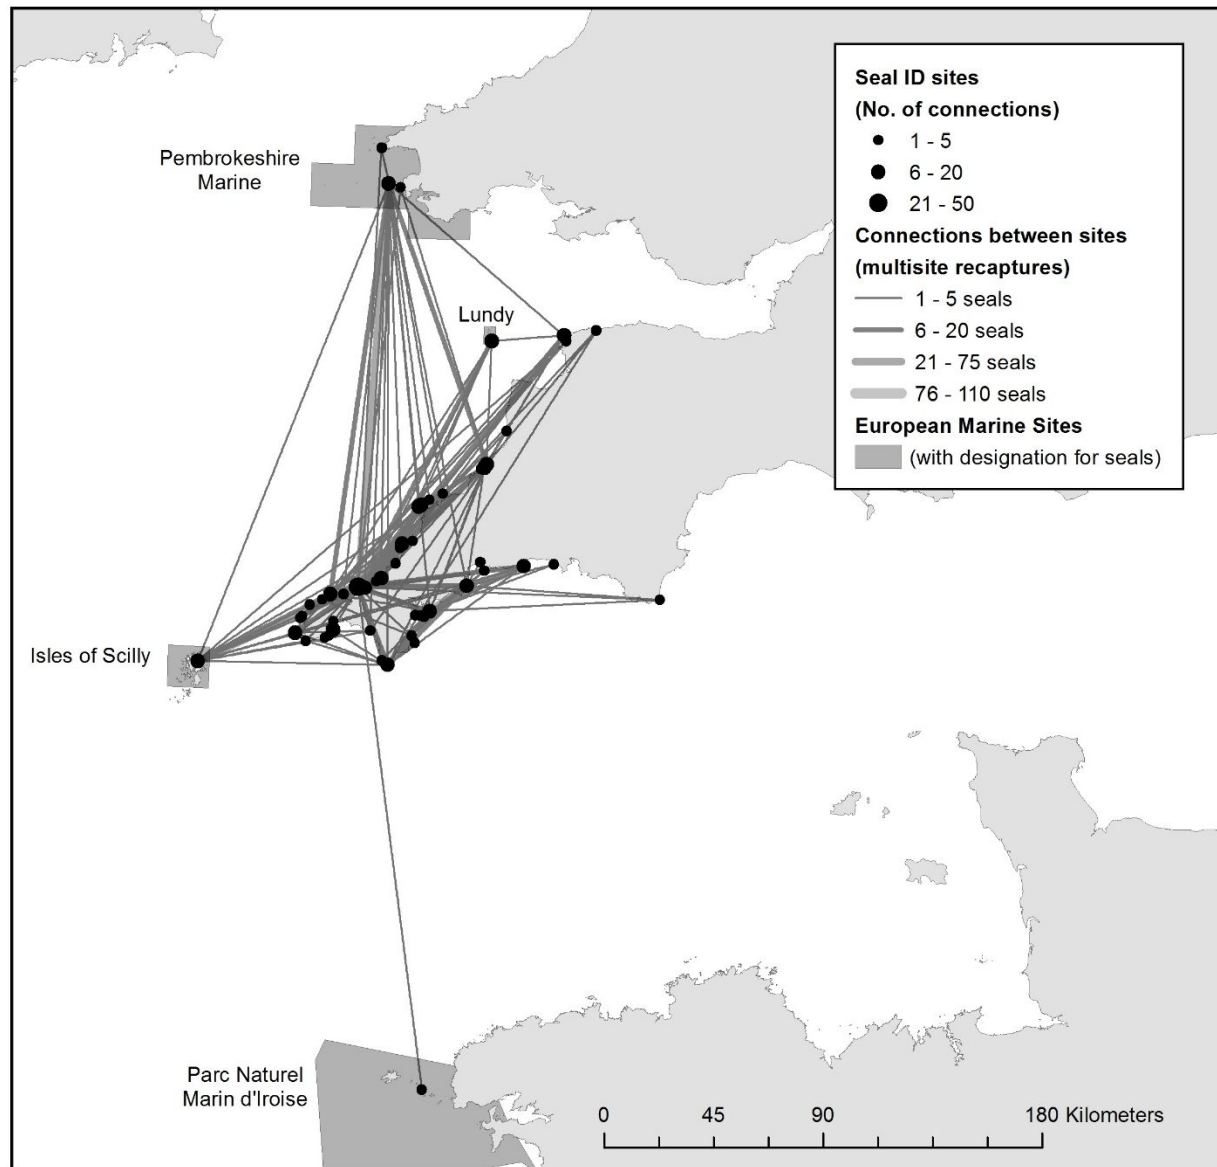 Seal ID sites
(No. of connections)
1 - 5
6 - 20
21 - 50
Connections between sites
(multisite recaptures)
1 - 5 seals
6 - 20 seals
21 - 75 seals
76 - 110 seals
European Marine Sites
(with designation for seals)
Pembrokeshire
Marine
Lundy
Isles of Scilly
Parc Naturel
Marin d'Iroise
0 45 90 180 Kilometers